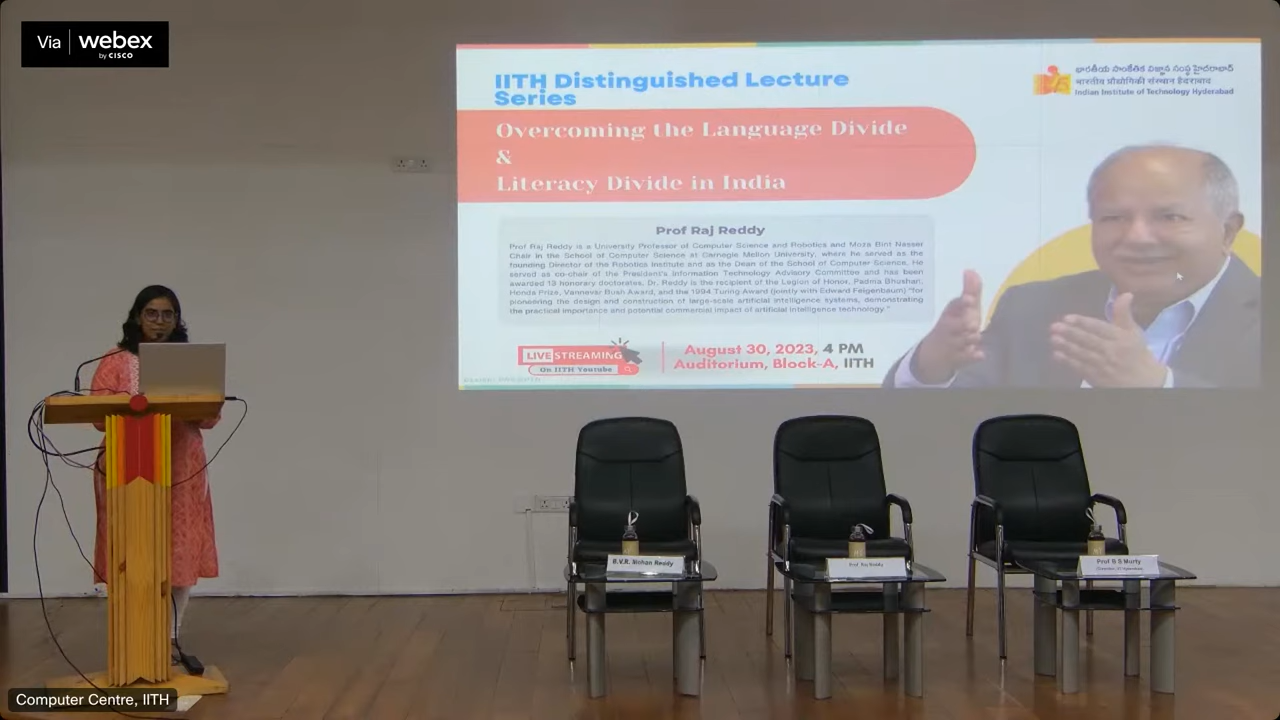 Via webex
by CISCO
IITH Distinguished Lecture
Series
భారతీయ సాంకేతిక విజ్ఞాన సంస్థ హైదరాబాద్
भारतीय प्रौद्योगिकी संस्थान हैदराबाद
Indian Institute of Technology Hyderabad
Overcoming the Language Divide
&
Literacy Divide in India
Prof Raj Reddy
Prof Raj Reddy is a University Professor of Computer Science and Robotics and Moza Bint Nasser
Chair in the School of Computer Science at Carnegie Mellon University, where he served as the
founding Director of the Robotics Institute and as the Dean of the School of Computer Science. He
served as co-chair of the President's Information Technology Advisory Committee and has been
awarded 13 honorary doctorates. Dr. Reddy is the recipient of the Legion of Honor, Padma Bhushan,
Honda Prize, Vannevar Bush Award, and the 1994 Turing Award (jointly with Edward Feigenbaum) "for
pioneering the design and construction of large-scale artificial intelligence systems, demonstrating
the practical importance and potential commercial impact of artificial intelligence technology."
LIVE STREAMING
On IITH Youtube
August 30, 2023, 4 PM
Auditorium, Block-A, IITH
B.V.R. Mohan Reddy
Prof Raj Reddy
Prof B S Murty
Computer Centre, IITH